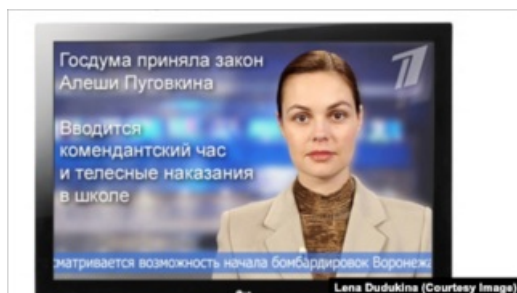 Госдума приняла закон
Алеши Пуговкина
Вводится
комендантский час
и телесные наказания
в школе
сматривается возможность начала бомбардировок Воронежа
Lena Dudukina (Courtesy Image)